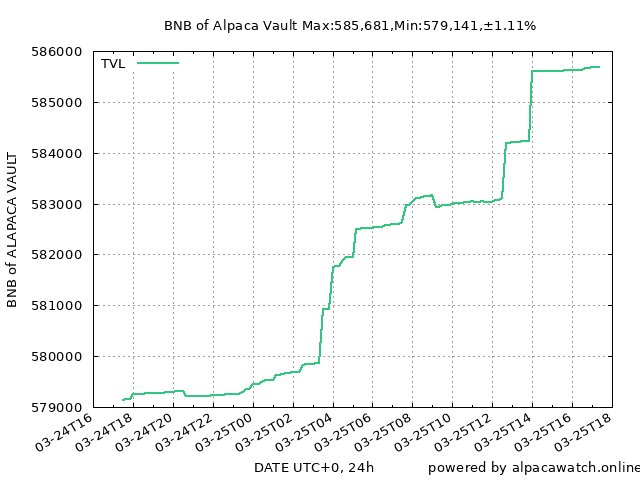 BNB of Alpaca Vault Max:585,681,Min:579,141,±1.11%
TVL
586000
585000
584000
583000
582000
581000
580000
579000
BNB of ALAPACA VAULT
03-24T16
03-24T18
03-24T20
03-24T22
03-25T00
03-25T02
03-25T04
03-25T06
03-25T08
03-25T10
03-25T12
03-25T14
03-25T16
03-25T18
DATE UTC+0, 24h
powered by alpacawatch.online